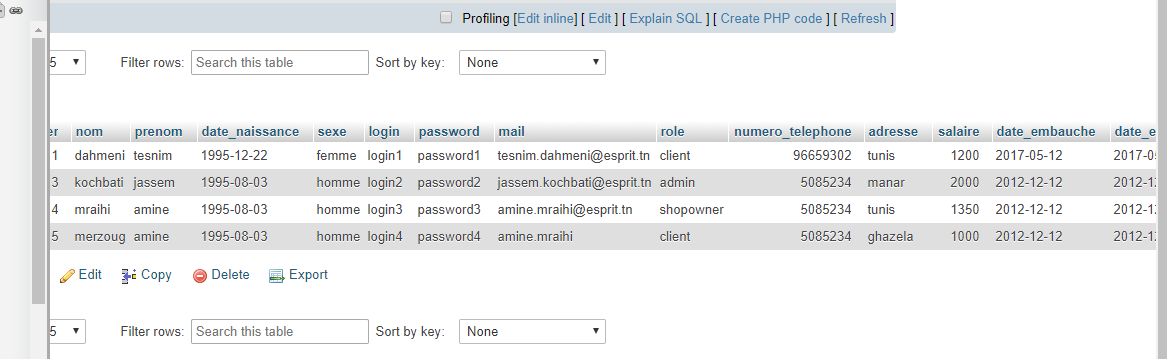 Profiling [Edit inline] [ Edit ] [ Explain SQL ] [ Create PHP code ] [ Refresh ]
5 Filter rows: Search this table Sort by key: None
er nom prenom date_naissance sexe login password mail role numero_telephone adresse salaire date_embauche date_e
1 dahmeni tesnim 1995-12-22 femme login1 password1 tesnim.dahmeni@esprit.tn client 96659302 tunis 1200 2017-05-12 2017-05
3 kochbati jassem 1995-08-03 homme login2 password2 jassem.kochbati@esprit.tn admin 5085234 manar 2000 2012-12-12 2012-12
4 mraihi amine 1995-08-03 homme login3 password3 amine.mraihi@esprit.tn shopowner 5085234 tunis 1350 2012-12-12 2012-12
5 merzoug amine 1995-08-03 homme login4 password4 amine.mraihi client 5085234 ghazela 1000 2012-12-12 2012-12
Edit Copy Delete Export
5 Filter rows: Search this table Sort by key: None